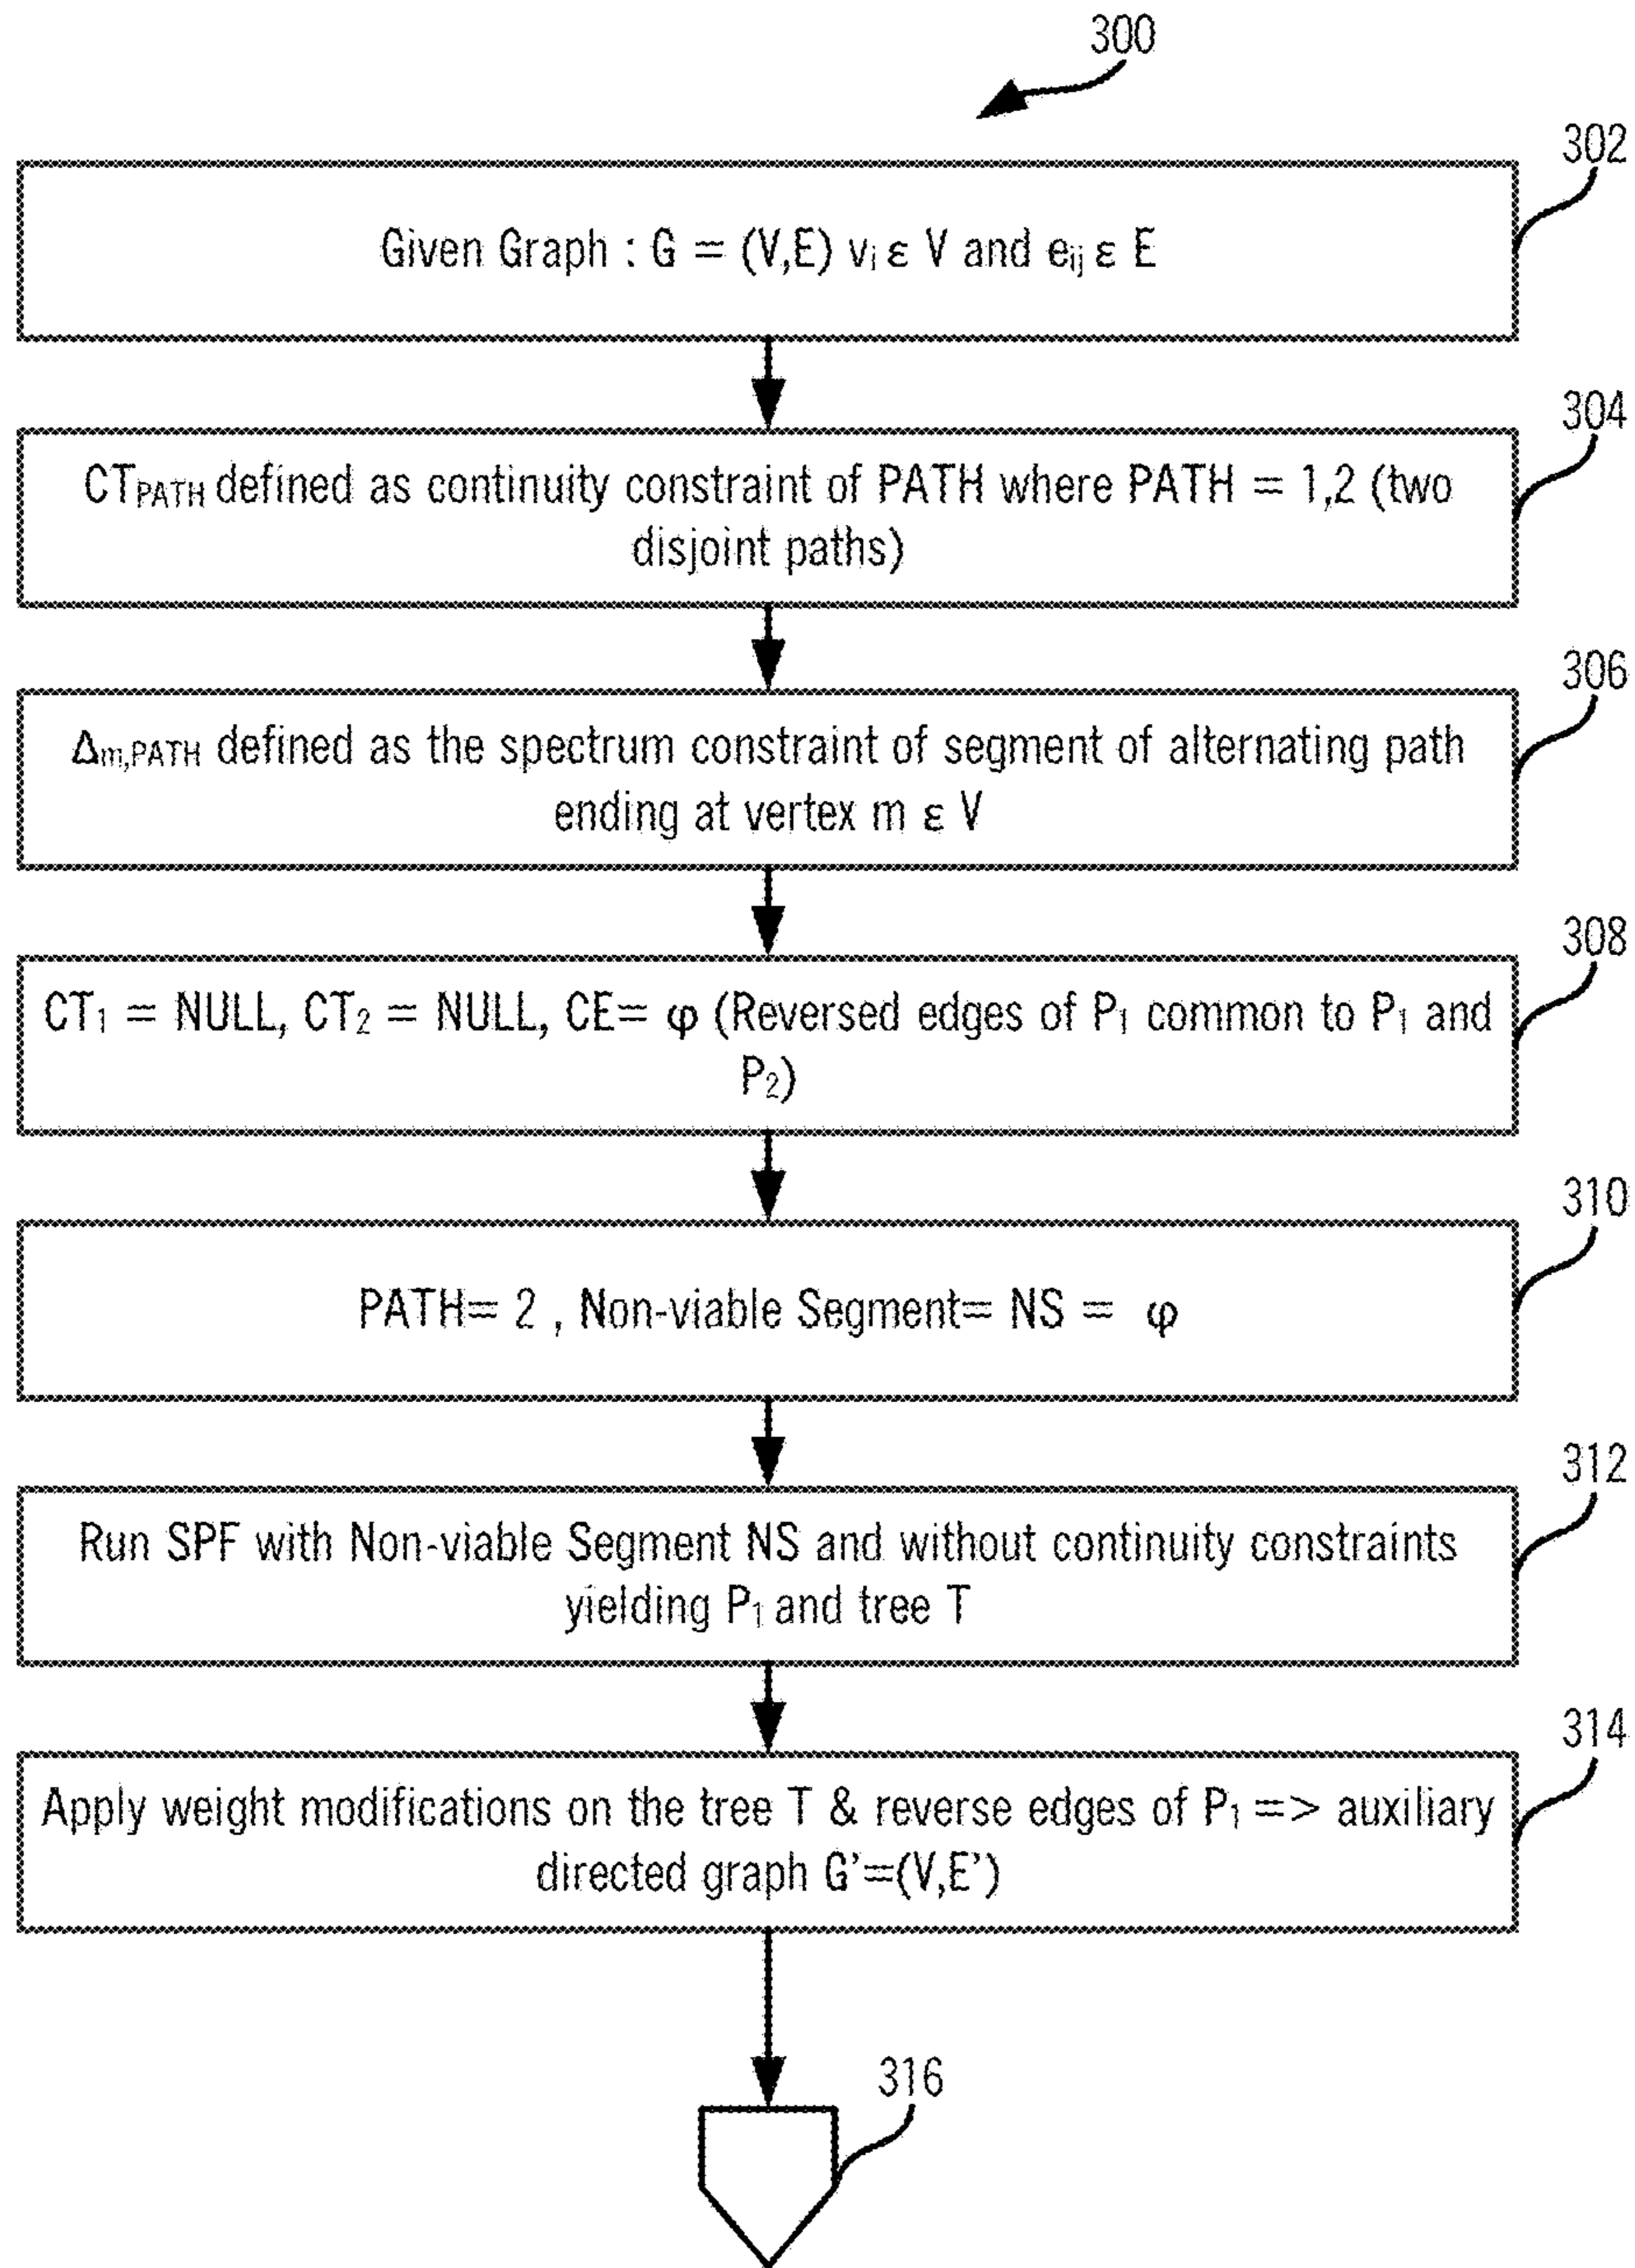 300
302
Given Graph : G = (V,E) vᵢ ε V and eᵢⱼ ε E
304
CT_PATH defined as continuity constraint of PATH where PATH = 1,2 (two
disjoint paths)
306
Δ_m,PATH defined as the spectrum constraint of segment of alternating path
ending at vertex m ε V
308
CT₁ = NULL, CT₂ = NULL, CE= φ (Reversed edges of P₁ common to P₁ and
P₂)
310
PATH= 2 , Non-viable Segment= NS = φ
312
Run SPF with Non-viable Segment NS and without continuity constraints
yielding P₁ and tree T
314
Apply weight modifications on the tree T & reverse edges of P₁ => auxiliary
directed graph G'=(V,E')
316